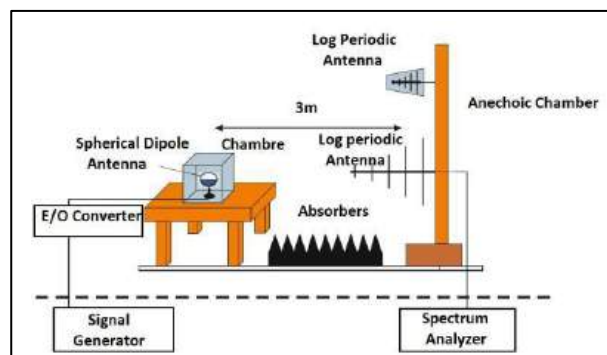 Log Periodic
Antenna
Anechoic Chamber
3m
Spherical Dipole
Antenna
Chambre
Log periodic
Antenna
E/O Converter
Absorbers
Signal
Generator
Spectrum
Analyzer